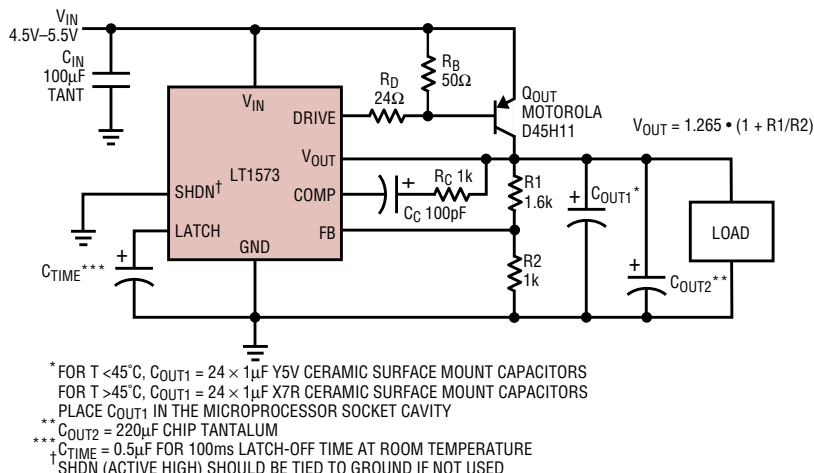 VIN
4.5V–5.5V
CIN
100µF
TANT
RD
24Ω
RB
50Ω
QOUT
MOTOROLA
D45H11
VOUT = 1.265 • (1 + R1/R2)
VIN
DRIVE
VOUT
LT1573
SHDN†
COMP
LATCH
FB
GND
RC 1k
CC 100pF
R1
1.6k
R2
1k
COUT1*
COUT2**
LOAD
CTIME***
*FOR T <45°C, COUT1 = 24 × 1µF Y5V CERAMIC SURFACE MOUNT CAPACITORS
FOR T >45°C, COUT1 = 24 × 1µF X7R CERAMIC SURFACE MOUNT CAPACITORS
PLACE COUT1 IN THE MICROPROCESSOR SOCKET CAVITY
**COUT2 = 220µF CHIP TANTALUM
***CTIME = 0.5µF FOR 100ms LATCH-OFF TIME AT ROOM TEMPERATURE
†SHDN (ACTIVE HIGH) SHOULD BE TIED TO GROUND IF NOT USED